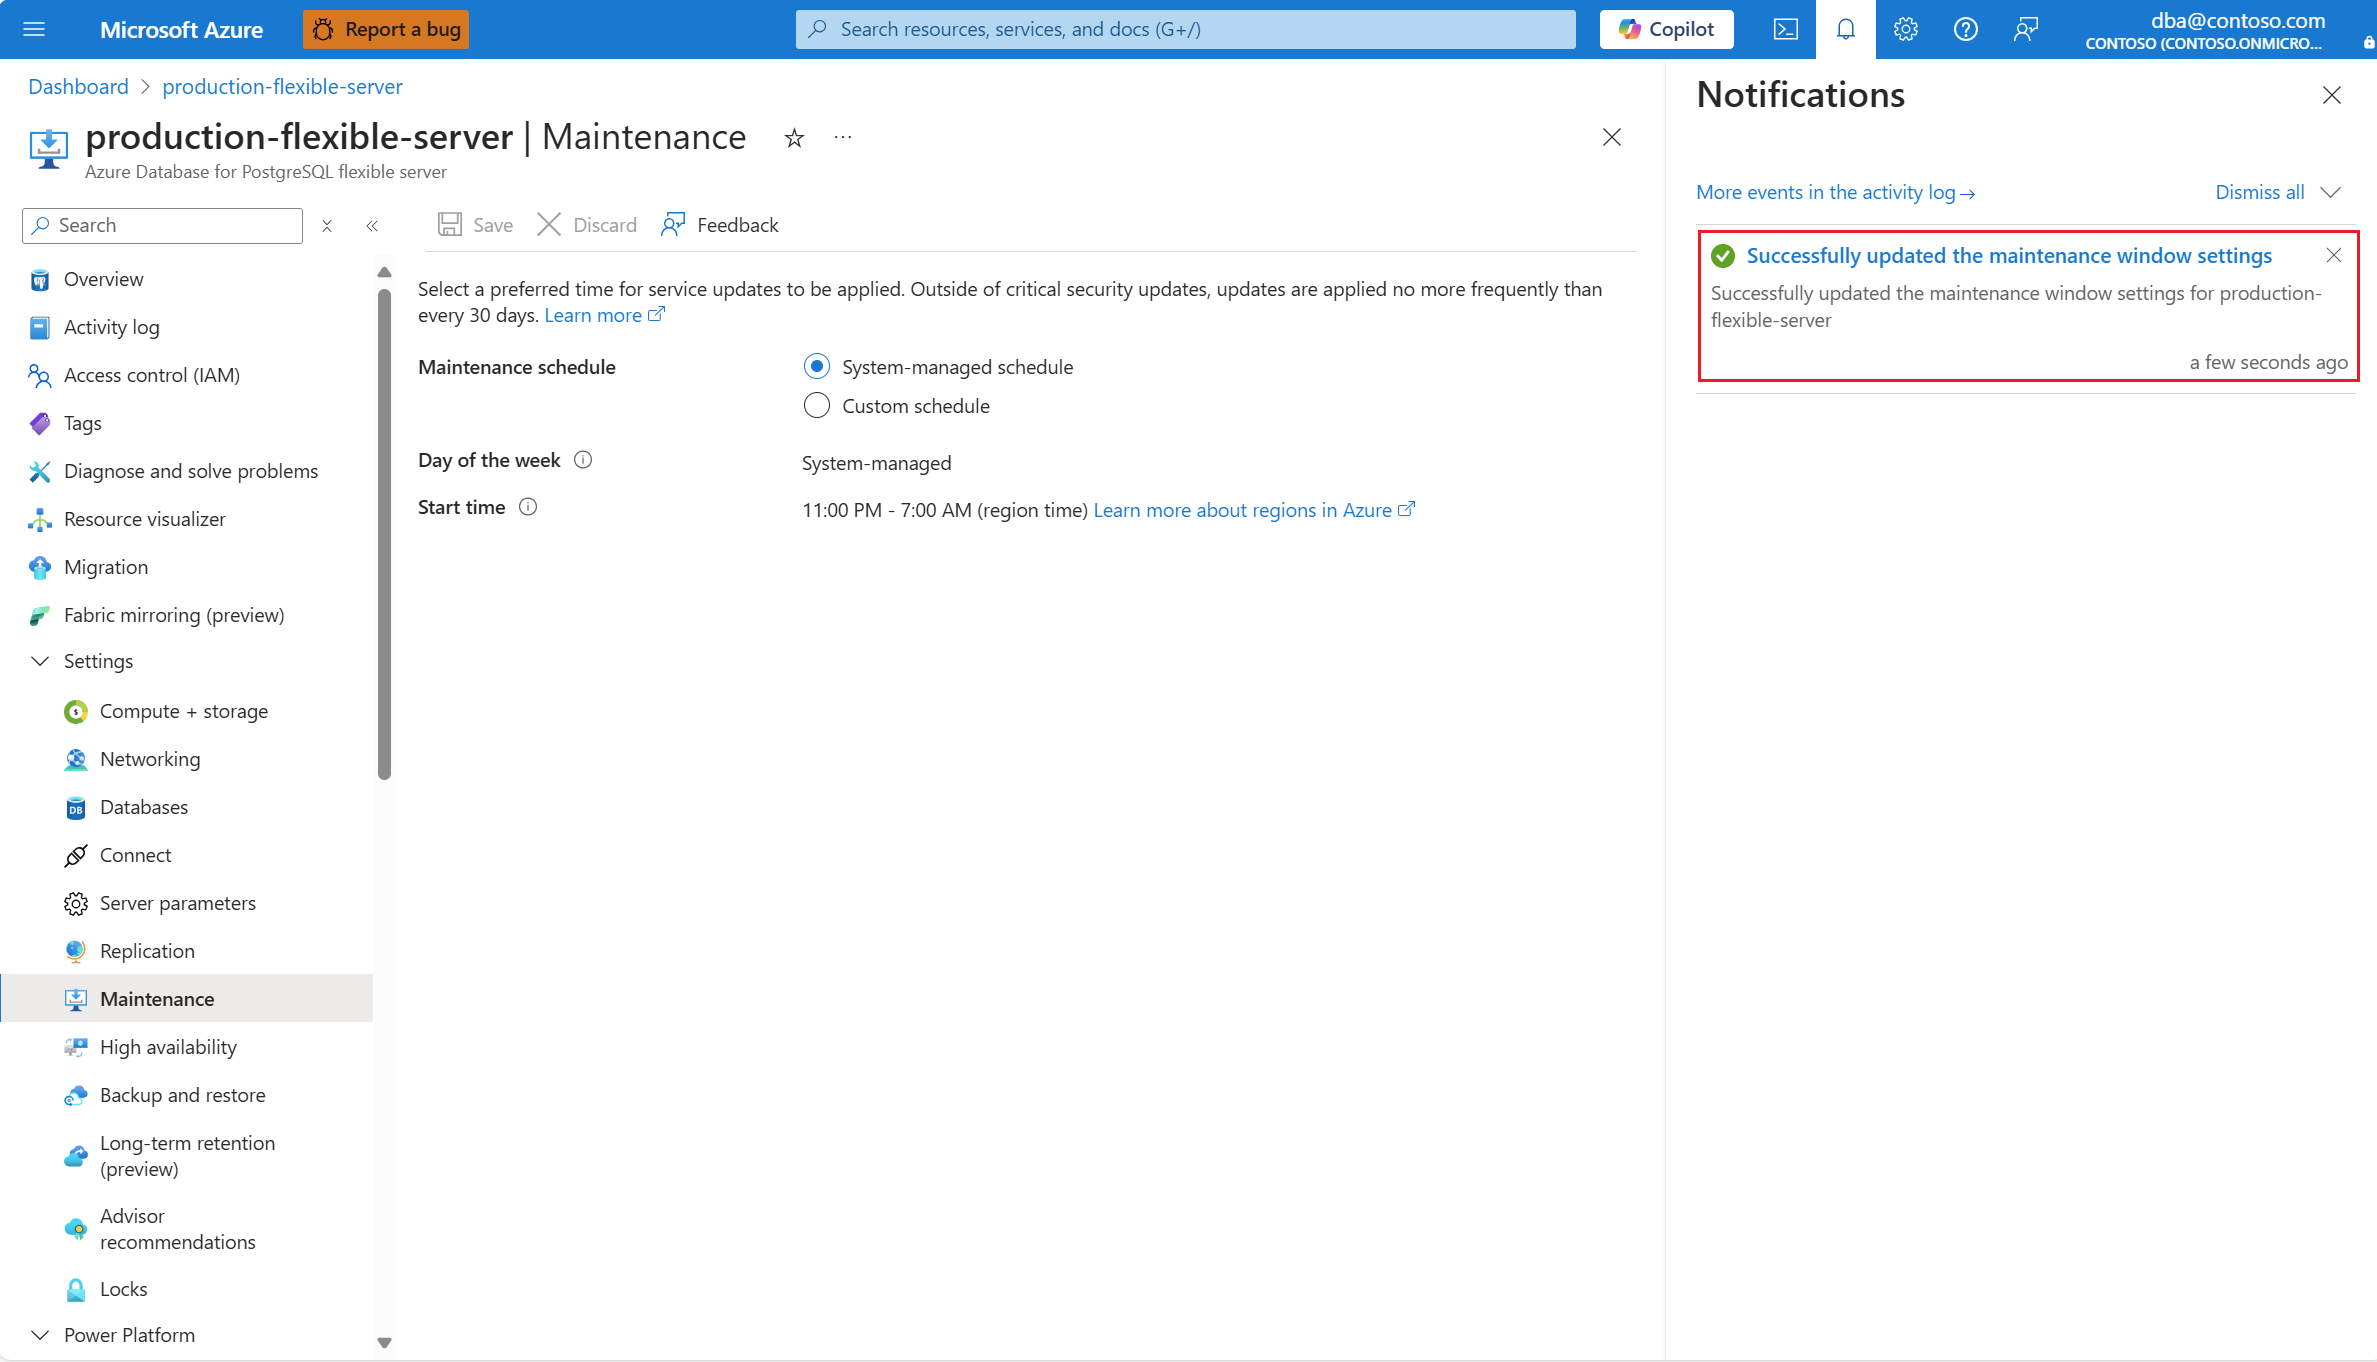 Microsoft Azure
Report a bug
Search resources, services, and docs (G+/)
Copilot
dba@contoso.com
CONTOSO (CONTOSO.ONMICRO...
Dashboard > production-flexible-server
production-flexible-server | Maintenance
Azure Database for PostgreSQL flexible server
Search
Overview
Activity log
Access control (IAM)
Tags
Diagnose and solve problems
Resource visualizer
Migration
Fabric mirroring (preview)
Settings
Compute + storage
Networking
Databases
Connect
Server parameters
Replication
Maintenance
High availability
Backup and restore
Long-term retention
(preview)
Advisor
recommendations
Locks
Power Platform
Save
Discard
Feedback
Select a preferred time for service updates to be applied. Outside of critical security updates, updates are applied no more frequently than
every 30 days. Learn more
Maintenance schedule
System-managed schedule
Custom schedule
Day of the week
System-managed
Start time
11:00 PM - 7:00 AM (region time) Learn more about regions in Azure
Notifications
More events in the activity log →
Dismiss all
Successfully updated the maintenance window settings
Successfully updated the maintenance window settings for production-
flexible-server
a few seconds ago